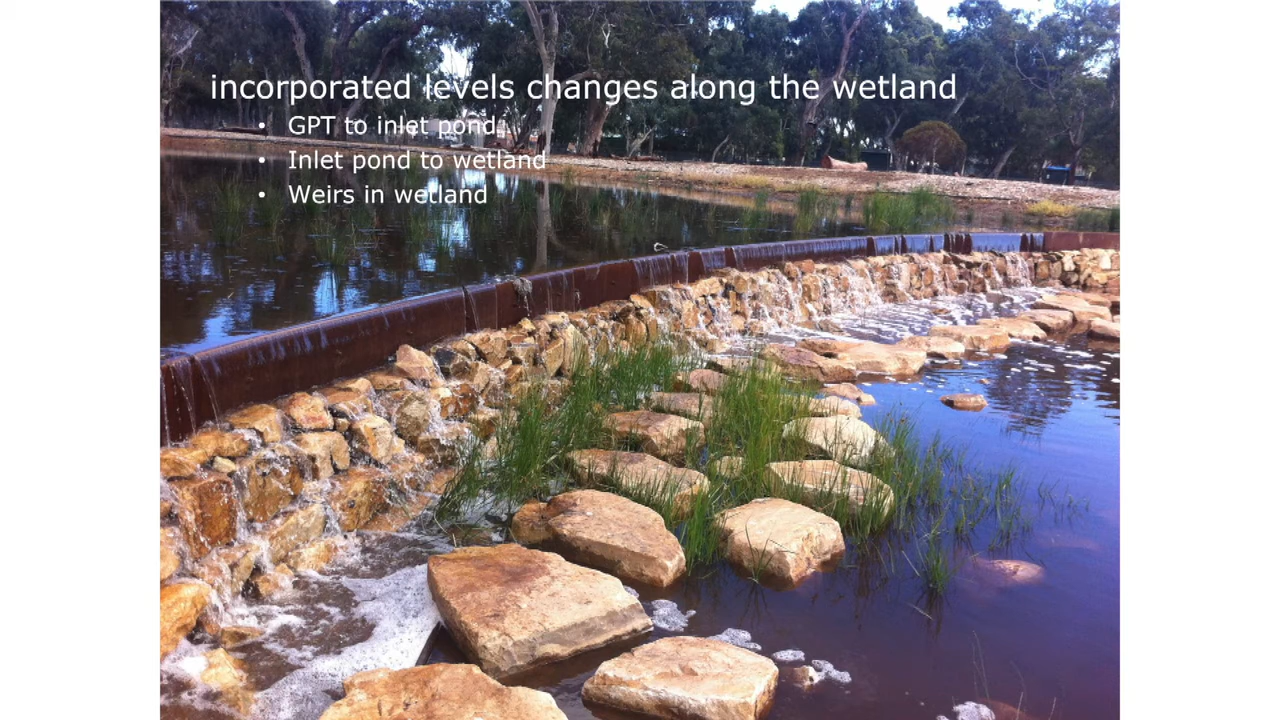 incorporated levels changes along the wetland
• GPT to inlet pond
• Inlet pond to wetland
• Weirs in wetland